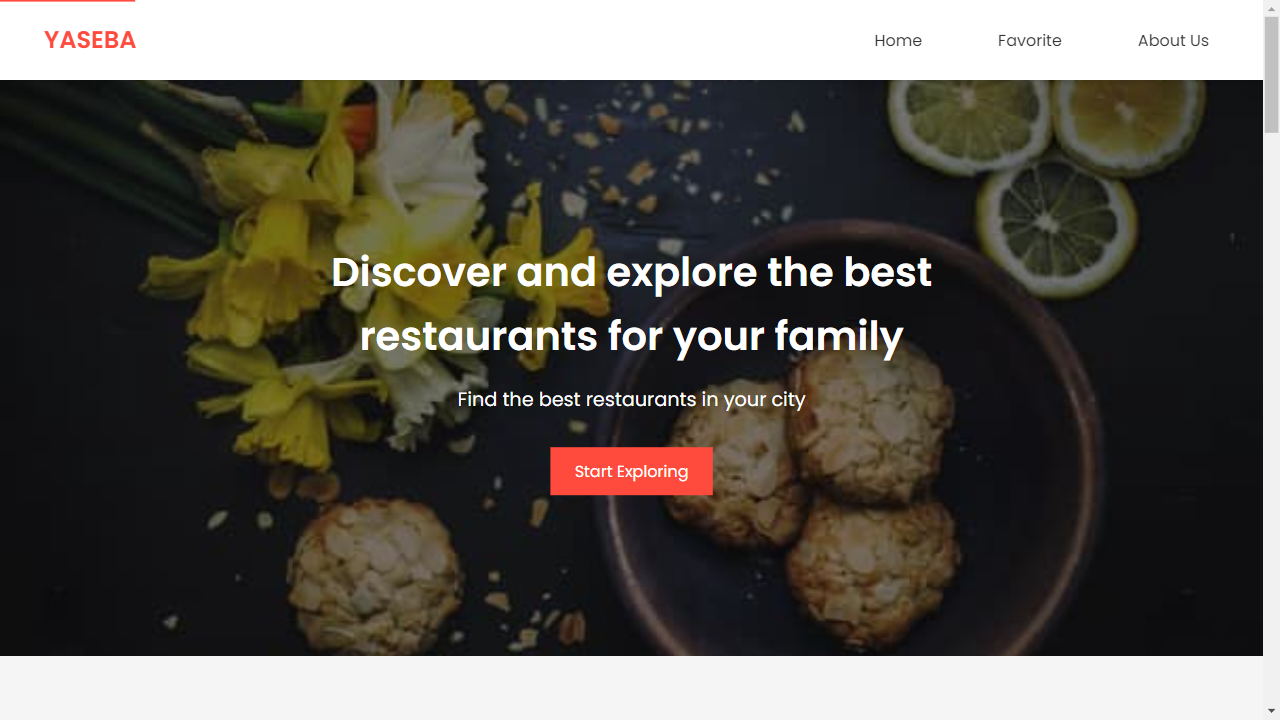 YASEBA
Home
Favorite
About Us
Discover and explore the best
restaurants for your family
Find the best restaurants in your city
Start Exploring